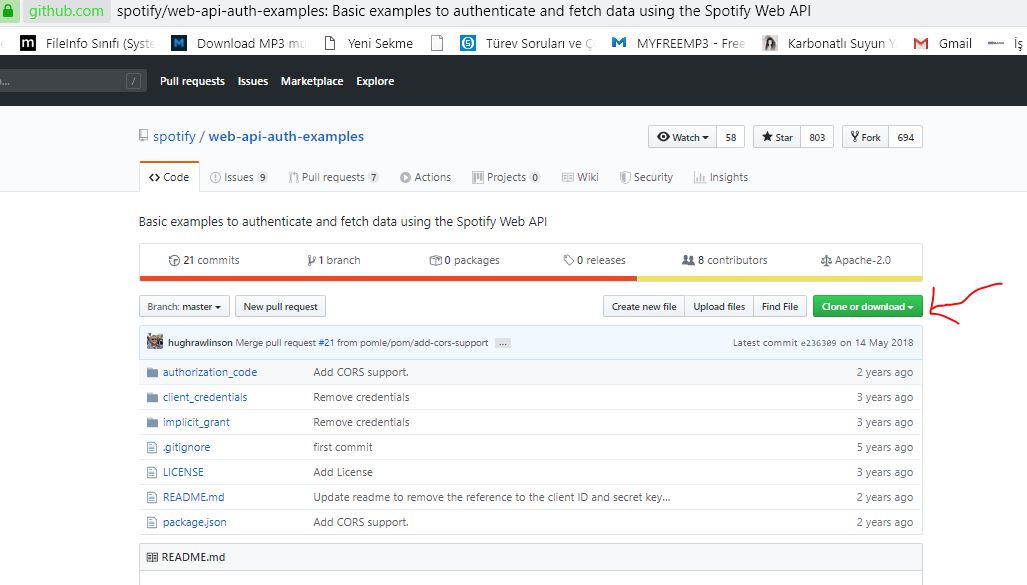 github.com spotify/web-api-auth-examples: Basic examples to authenticate and fetch data using the Spotify Web API
m FileInfo Sınıfı (Syste M Download MP3 mu Yeni Sekme Türev Soruları ve Ç MYFREEMP3 - Free Karbonatlı Suyun Y Gmail İş
... / Pull requests Issues Marketplace Explore
spotify / web-api-auth-examples Watch 58 Star 803 Fork 694
Code Issues 9 Pull requests 7 Actions Projects 0 Wiki Security Insights
Basic examples to authenticate and fetch data using the Spotify Web API
21 commits 1 branch 0 packages 0 releases 8 contributors Apache-2.0
Branch: master New pull request Create new file Upload files Find File Clone or download
hughrawlinson Merge pull request #21 from pomle/pom/add-cors-support ... Latest commit e236309 on 14 May 2018
authorization_code Add CORS support. 2 years ago
client_credentials Remove credentials 3 years ago
implicit_grant Remove credentials 3 years ago
.gitignore first commit 5 years ago
LICENSE Add License 3 years ago
README.md Update readme to remove the reference to the client ID and secret key... 2 years ago
package.json Add CORS support. 2 years ago
README.md